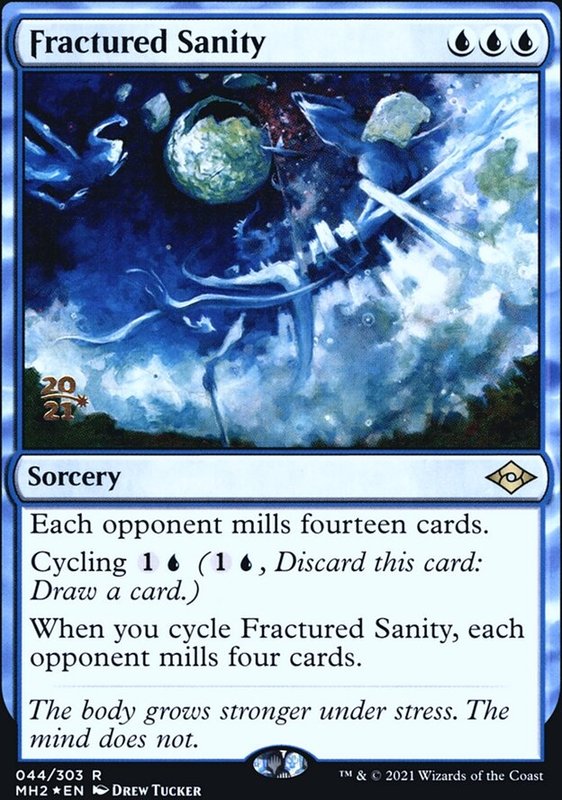 Fractured Sanity
20
21
Sorcery
Each opponent mills fourteen cards.
Cycling 1 (1, Discard this card:
Draw a card.)
When you cycle Fractured Sanity, each
opponent mills four cards.
The body grows stronger under stress. The
mind does not.
044/303 R
MH2 ★ EN Drew Tucker
™ & © 2021 Wizards of the Coast